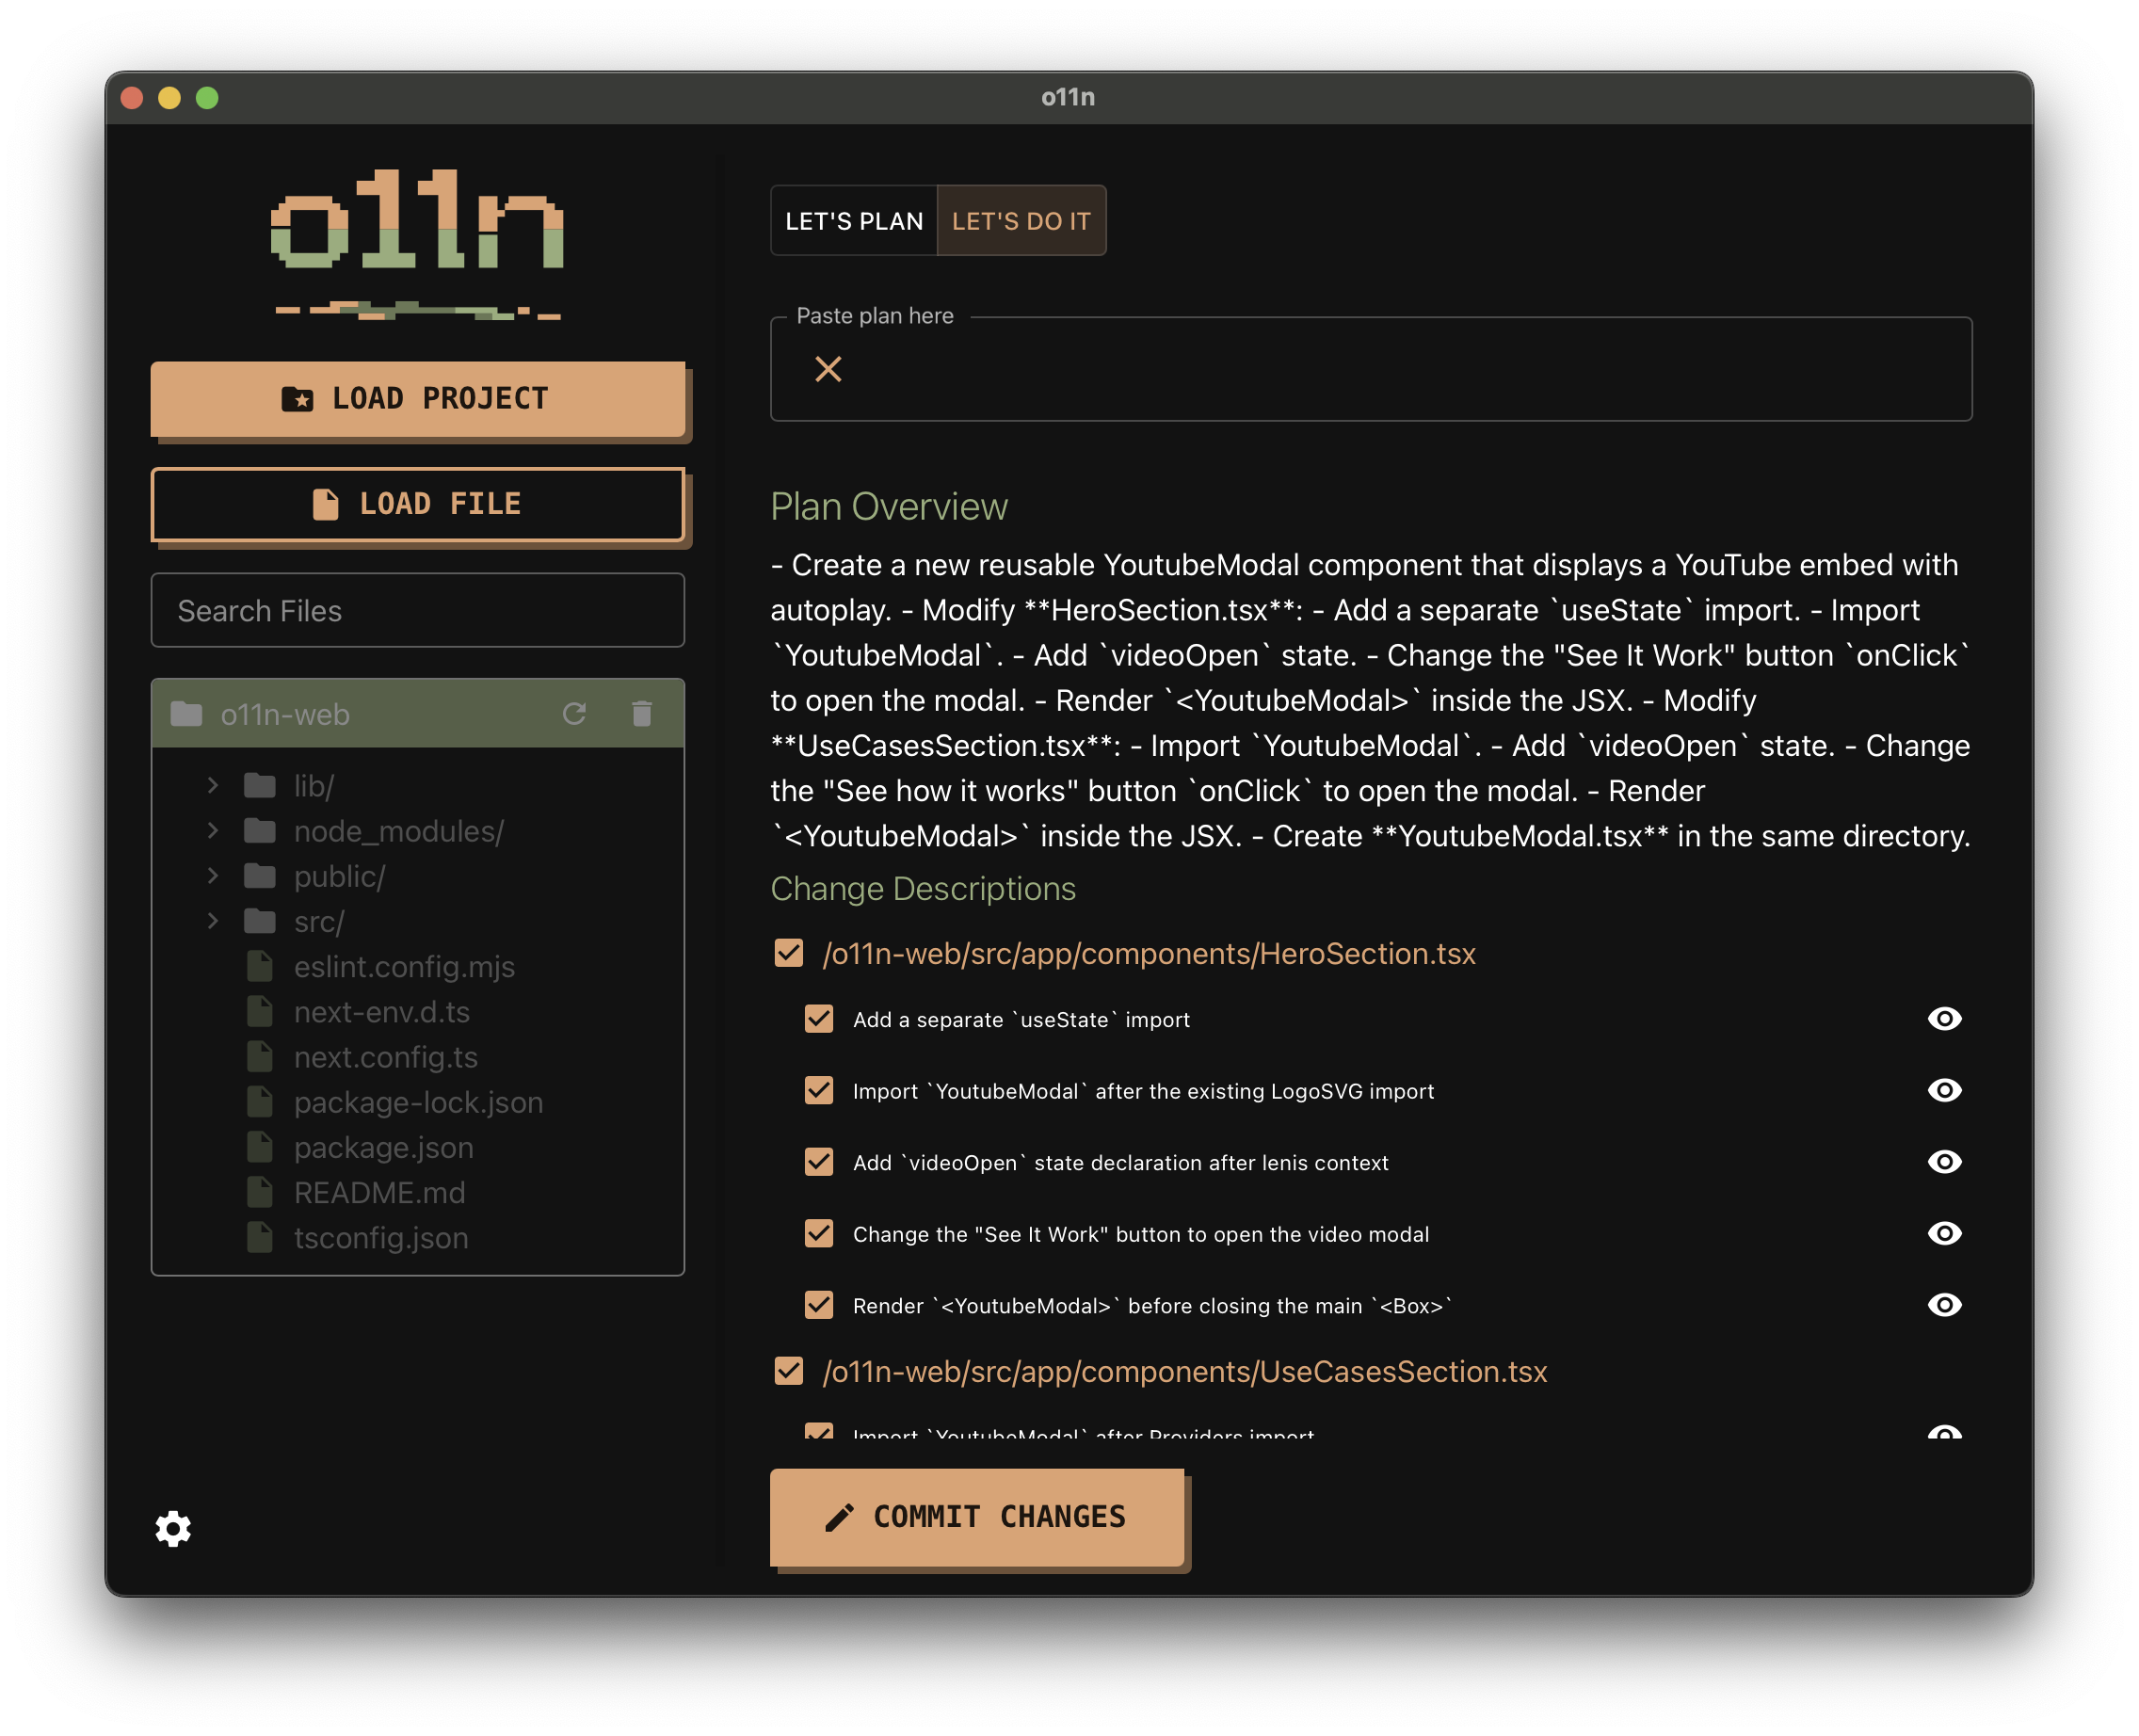 o11n
o11n
LOAD PROJECT
LOAD FILE
Search Files
o11n-web
lib/
node_modules/
public/
src/
eslint.config.mjs
next-env.d.ts
next.config.ts
package-lock.json
package.json
README.md
tsconfig.json
LET'S PLAN
LET'S DO IT
Paste plan here
Plan Overview
- Create a new reusable YoutubeModal component that displays a YouTube embed with
autoplay. - Modify **HeroSection.tsx**: - Add a separate `useState` import. - Import
`YoutubeModal`. - Add `videoOpen` state. - Change the "See It Work" button `onClick`
to open the modal. - Render `<YoutubeModal>` inside the JSX. - Modify
**UseCasesSection.tsx**: - Import `YoutubeModal`. - Add `videoOpen` state. - Change
the "See how it works" button `onClick` to open the modal. - Render
`<YoutubeModal>` inside the JSX. - Create **YoutubeModal.tsx** in the same directory.
Change Descriptions
/o11n-web/src/app/components/HeroSection.tsx
Add a separate `useState` import
Import `YoutubeModal` after the existing LogoSVG import
Add `videoOpen` state declaration after lenis context
Change the "See It Work" button to open the video modal
Render `<YoutubeModal>` before closing the main `<Box>`
/o11n-web/src/app/components/UseCasesSection.tsx
Import `YoutubeModal` after Providers import
COMMIT CHANGES